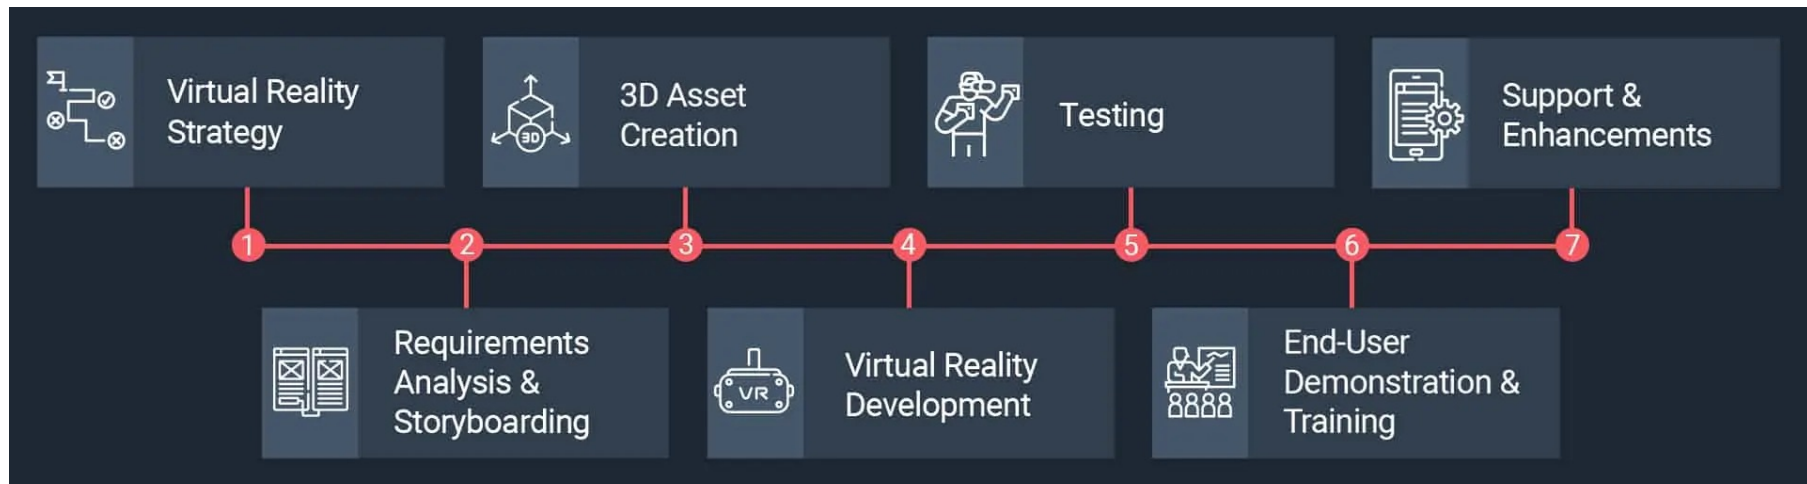 Virtual Reality
Strategy
3D Asset
Creation
3D
Testing
Support &
Enhancements
1
2
3
4
5
6
7
Requirements
Analysis &
Storyboarding
VR
Virtual Reality
Development
End-User
Demonstration &
Training